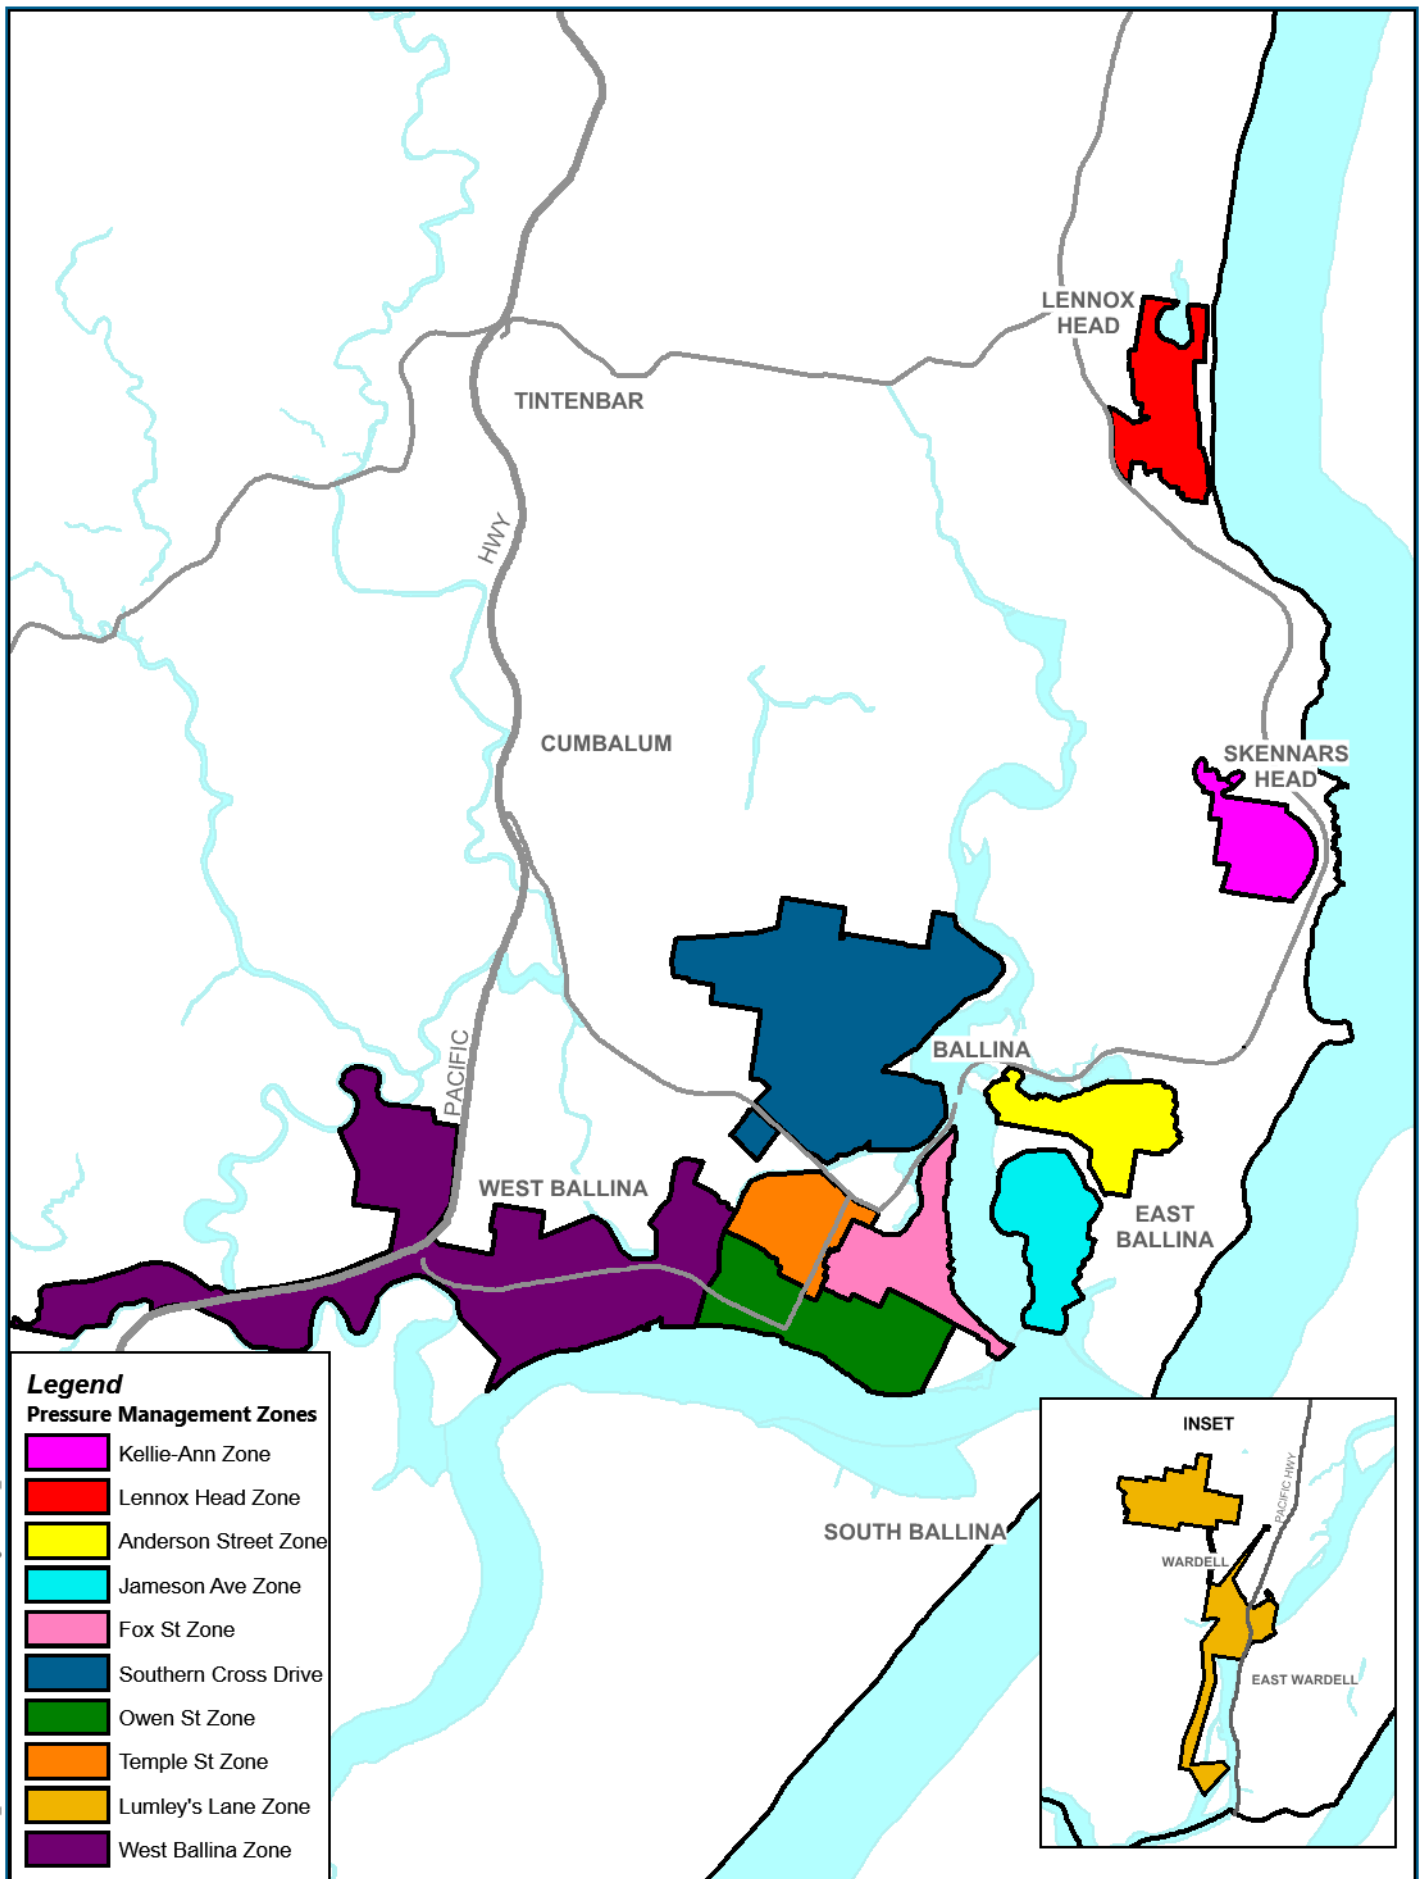 LENNOX
HEAD
TINTENBAR
HWY
CUMBALUM
SKENNARS
HEAD
BALLINA
PACIFIC
WEST BALLINA
EAST
BALLINA
SOUTH BALLINA
Legend
Pressure Management Zones
Kellie-Ann Zone
Lennox Head Zone
Anderson Street Zone
Jameson Ave Zone
Fox St Zone
Southern Cross Drive
Owen St Zone
Temple St Zone
Lumley's Lane Zone
West Ballina Zone
INSET
PACIFIC HWY
WARDELL
EAST WARDELL